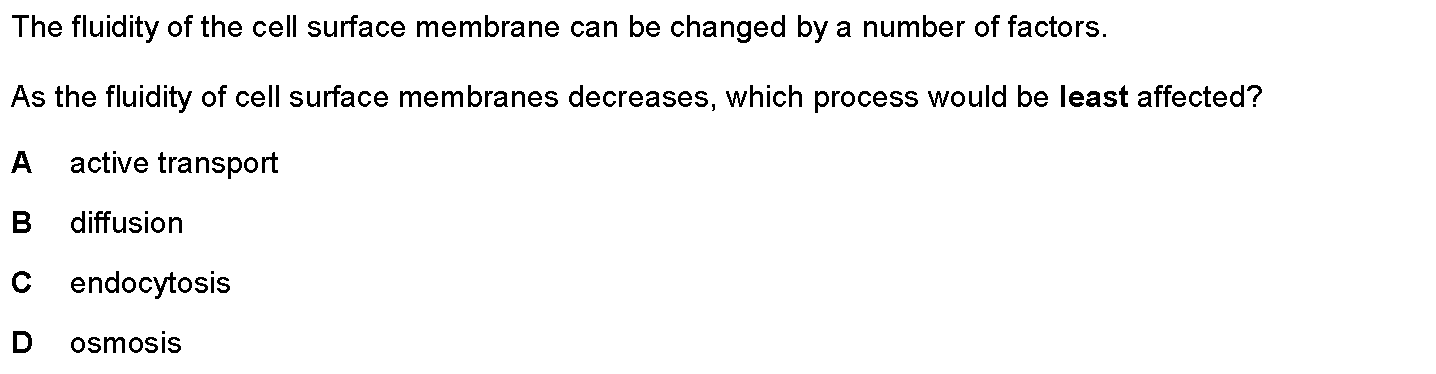 The fluidity of the cell surface membrane can be changed by a number of factors.
As the fluidity of cell surface membranes decreases, which process would be least affected?
A active transport
B diffusion
C endocytosis
D osmosis